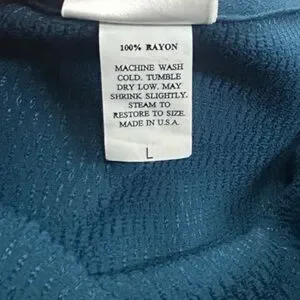 100% RAYON
MACHINE WASH
COLD. TUMBLE
DRY LOW. MAY
SHRINK SLIGHTLY.
STEAM TO
RESTORE TO SIZE.
MADE IN U.S.A.
L